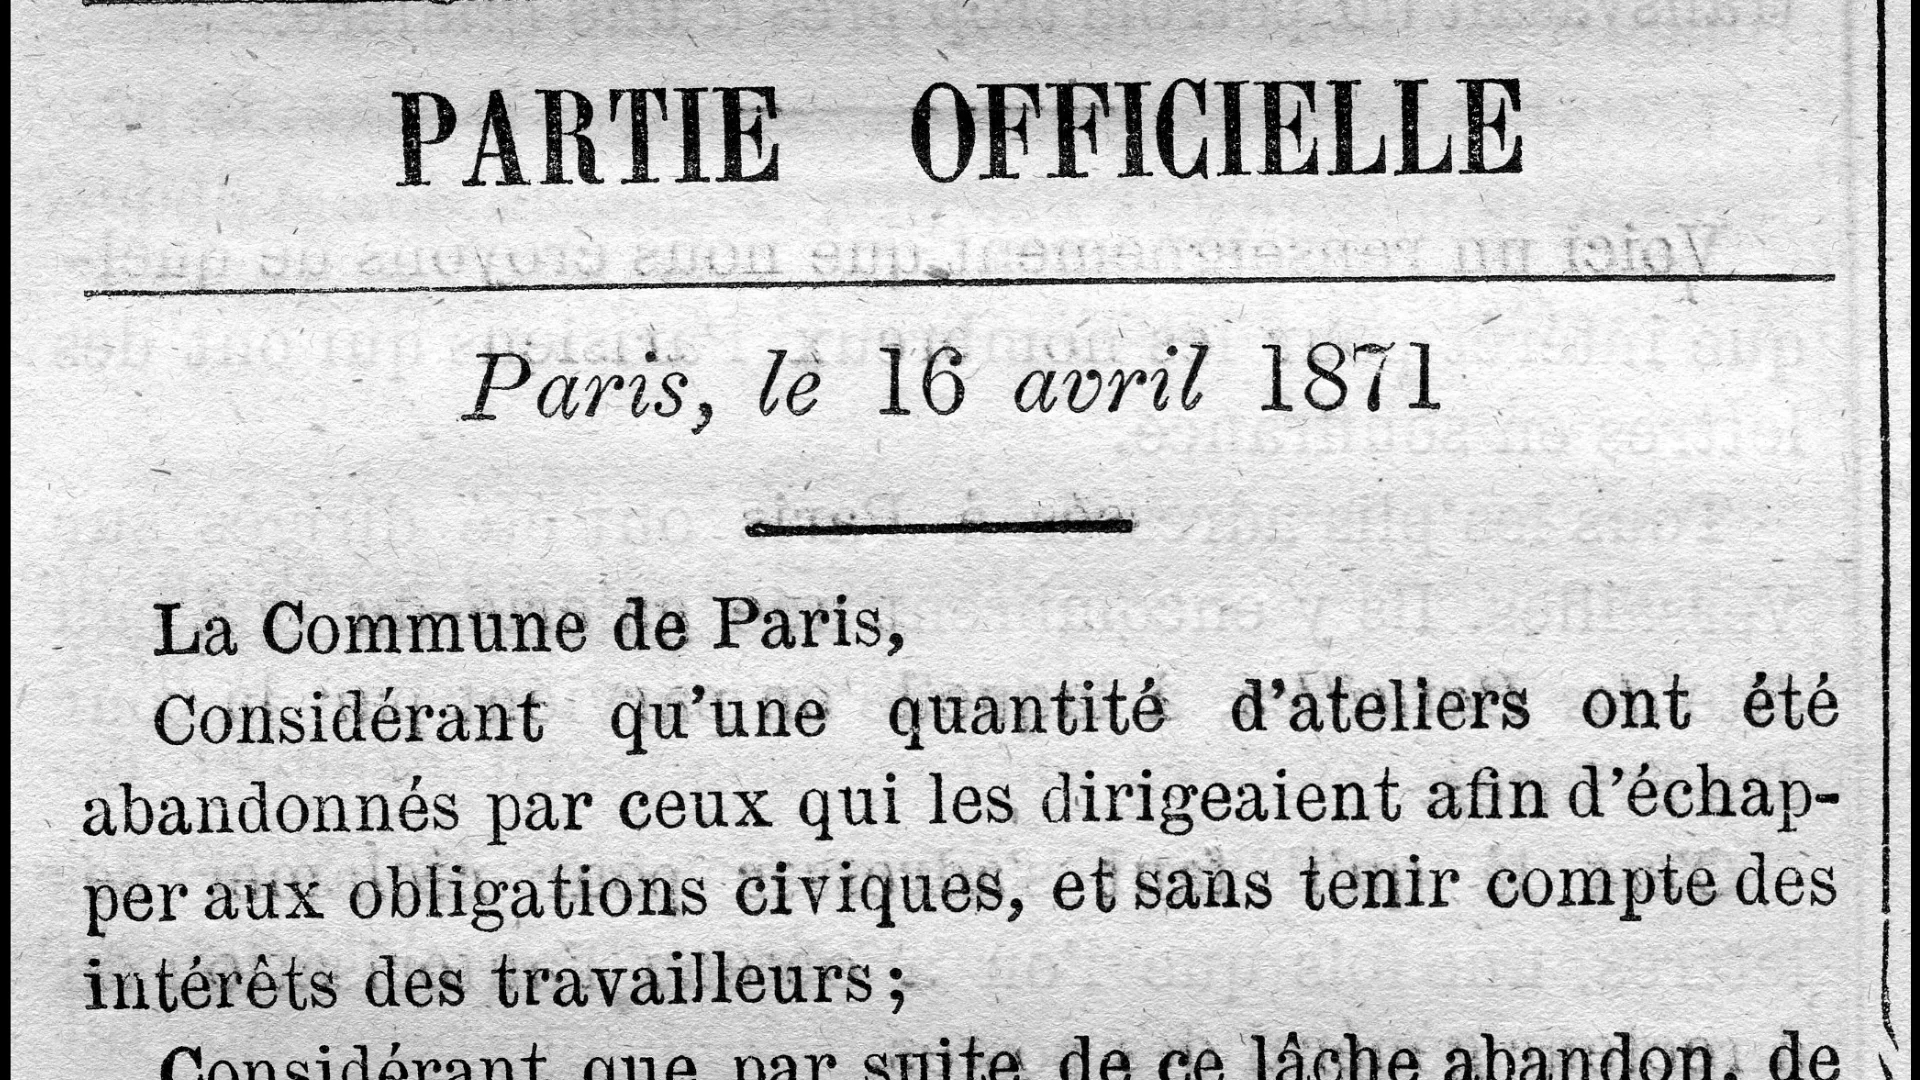 PARTIE OFFICIELLE
Paris, le 16 avril 1871
La Commune de Paris,
Considérant qu'une quantité d'ateliers ont été
abandonnés par ceux qui les dirigeaient afin d'échap-
per aux obligations civiques, et sans tenir compte des
intérêts des travailleurs ;
Considérant que par suite de ce lâche abandon, de